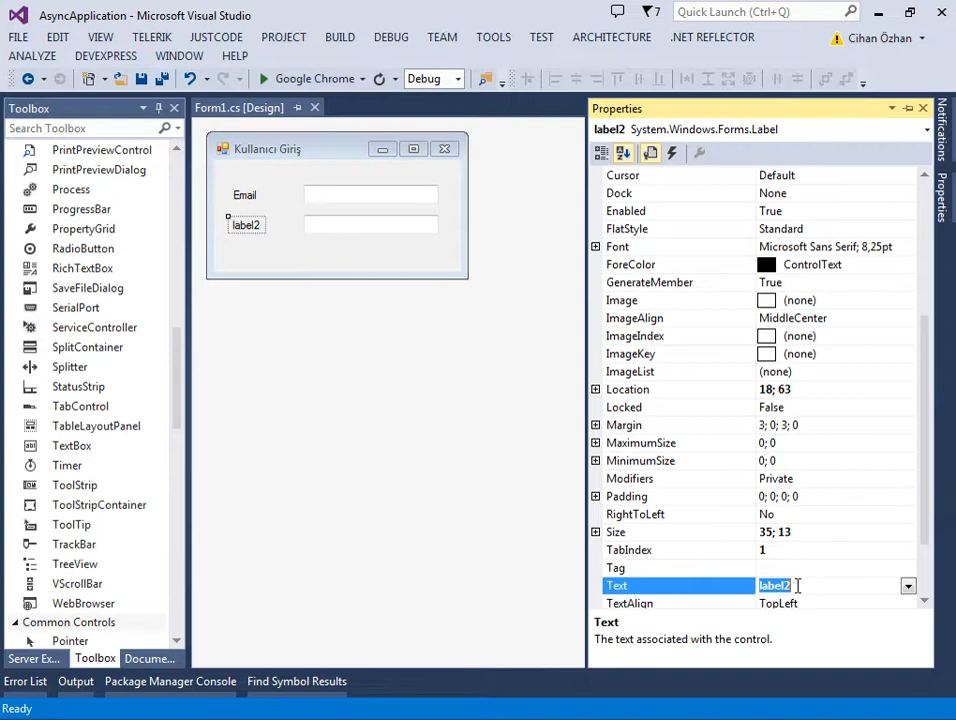 AsyncApplication - Microsoft Visual Studio
7
Quick Launch (Ctrl+Q)
FILE EDIT VIEW TELERIK JUSTCODE PROJECT BUILD DEBUG TEAM TOOLS TEST ARCHITECTURE .NET REFLECTOR
Cihan Özhan
ANALYZE DEVEXPRESS WINDOW HELP
Google Chrome Debug
Toolbox
Search Toolbox
PrintPreviewControl
PrintPreviewDialog
Process
ProgressBar
PropertyGrid
RadioButton
RichTextBox
SaveFileDialog
SerialPort
ServiceController
SplitContainer
Splitter
StatusStrip
TabControl
TableLayoutPanel
TextBox
Timer
ToolStrip
ToolStripContainer
ToolTip
TrackBar
TreeView
VScrollBar
WebBrowser
Common Controls
Pointer
Server Ex... Toolbox Docume...
Form1.cs [Design]
Kullanıcı Giriş
Email
label2
Properties
label2 System.Windows.Forms.Label
Cursor Default
Dock None
Enabled True
FlatStyle Standard
Font Microsoft Sans Serif; 8,25pt
ForeColor ControlText
GenerateMember True
Image (none)
ImageAlign MiddleCenter
ImageIndex (none)
ImageKey (none)
ImageList (none)
Location 18; 63
Locked False
Margin 3; 0; 3; 0
MaximumSize 0; 0
MinimumSize 0; 0
Modifiers Private
Padding 0; 0; 0; 0
RightToLeft No
Size 35; 13
TabIndex 1
Tag
Text label2
TextAlign TopLeft
Text
The text associated with the control.
Notifications
Properties
Error List Output Package Manager Console Find Symbol Results
Ready